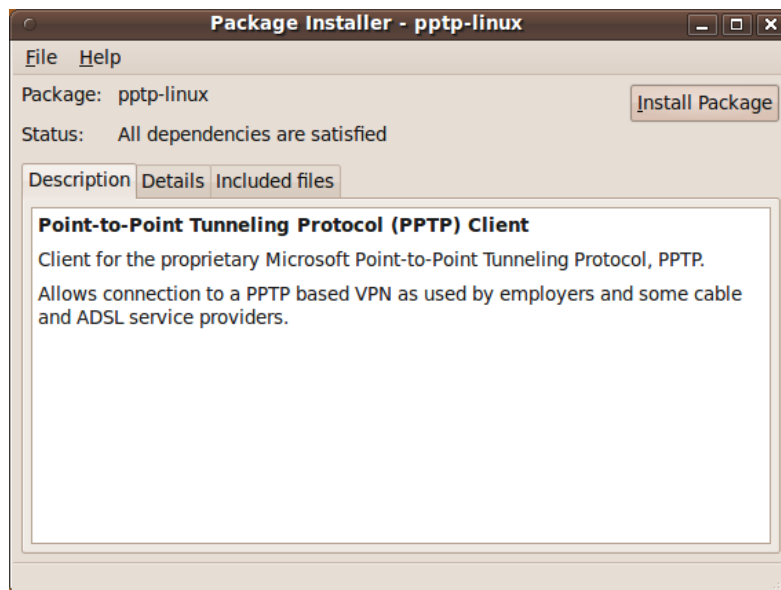 Package Installer - pptp-linux
File Help
Package: pptp-linux
Install Package
Status: All dependencies are satisfied
Description Details Included files
Point-to-Point Tunneling Protocol (PPTP) Client
Client for the proprietary Microsoft Point-to-Point Tunneling Protocol, PPTP.
Allows connection to a PPTP based VPN as used by employers and some cable
and ADSL service providers.